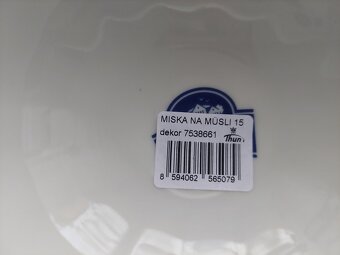 MISKA NA MÜSLI 15
dekor 7538661 Thun
8 594062 565079